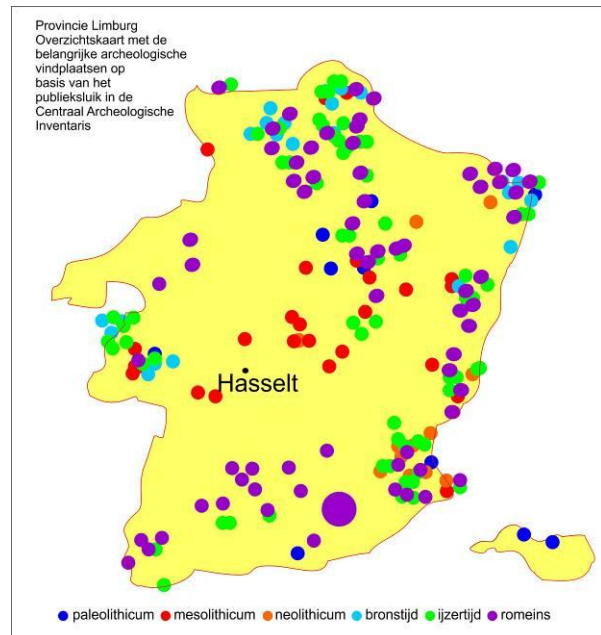 Provincie Limburg
Overzichtskaart met de
belangrijke archeologische
vindplaatsen op
basis van het
publieksluik in de
Centraal Archeologische
Inventaris
Hasselt
paleolithicum mesolithicum neolithicum bronstijd ijzertijd romeins